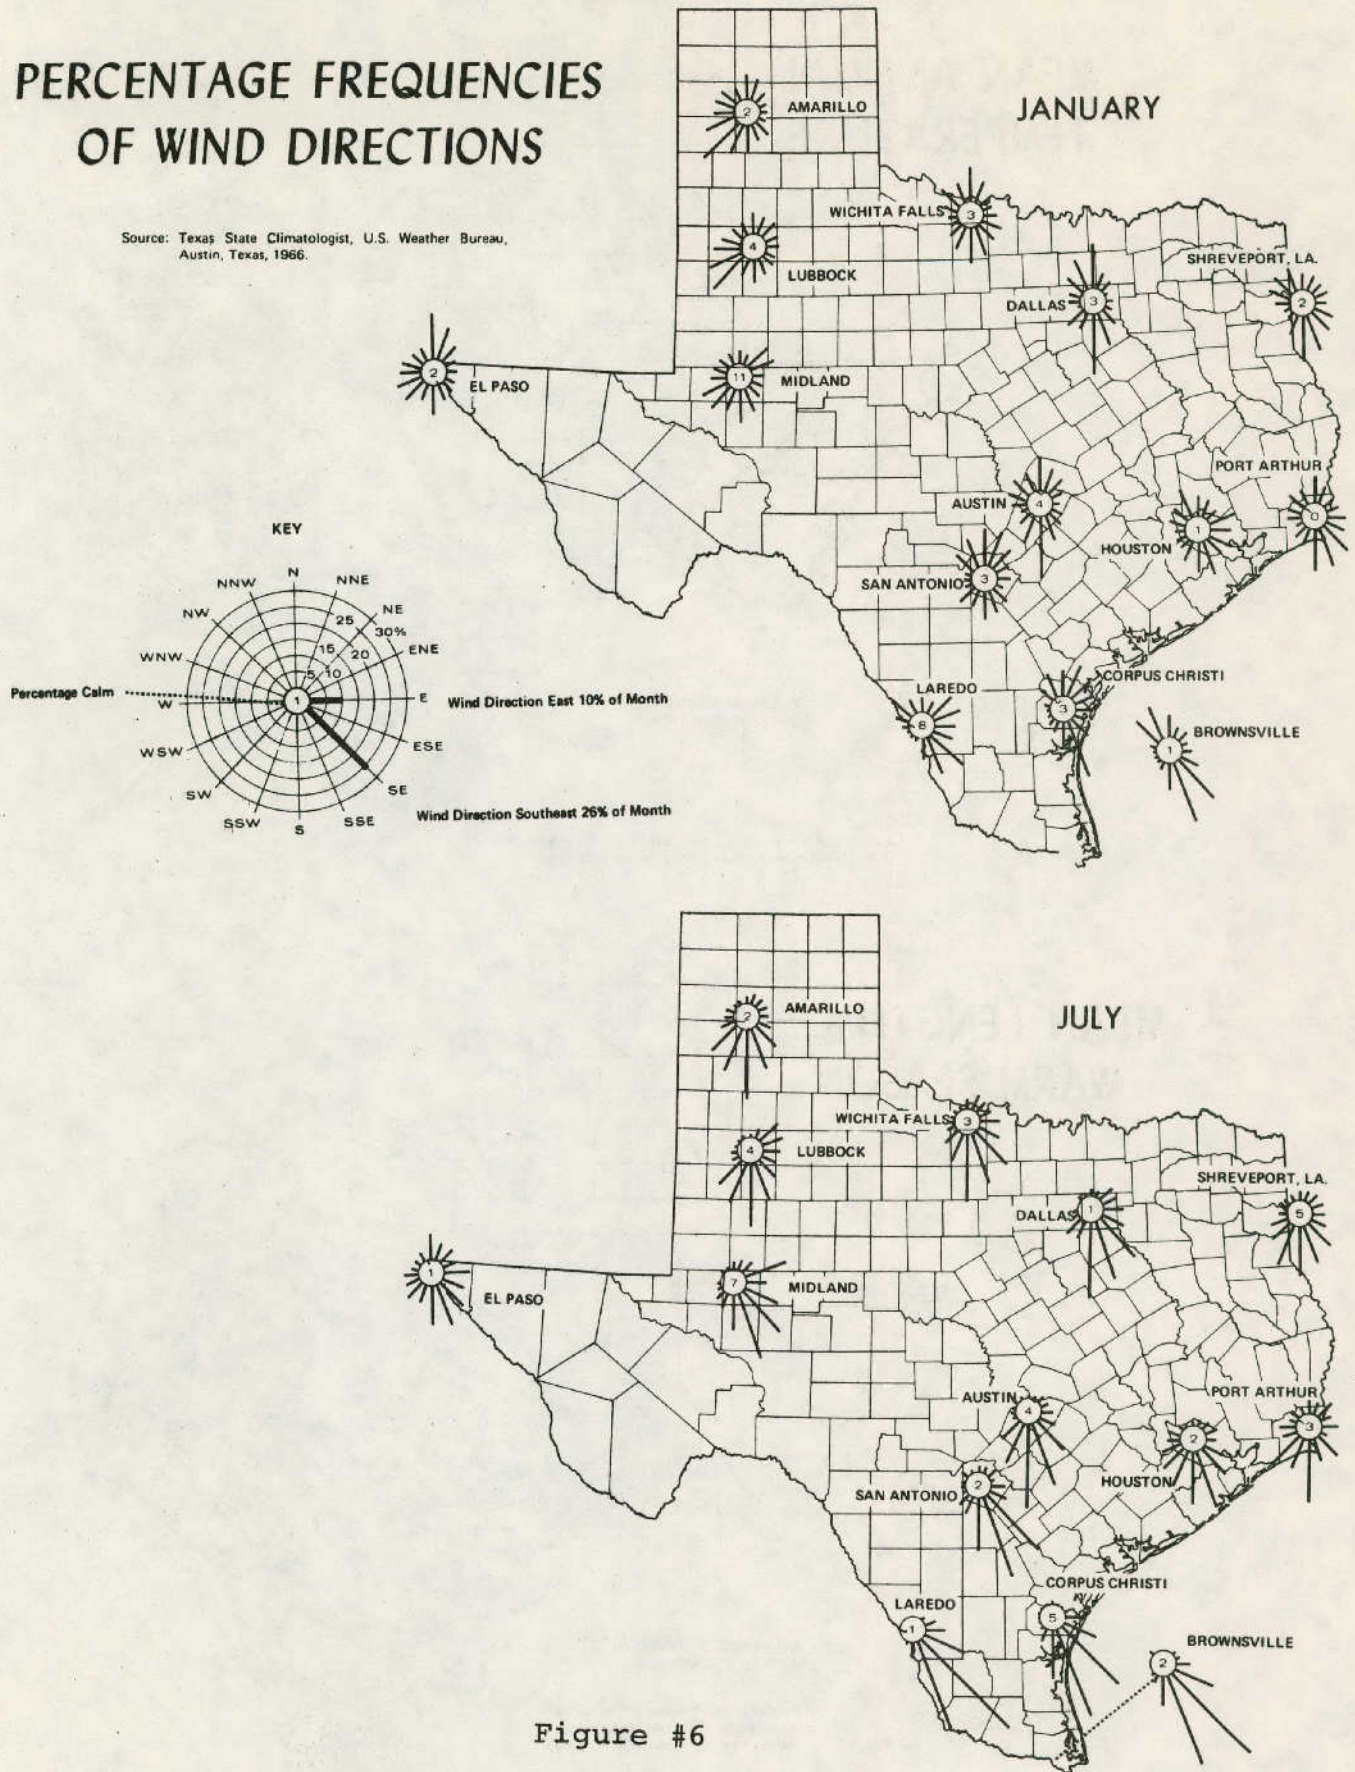 PERCENTAGE FREQUENCIES
OF WIND DIRECTIONS
Source: Texas State Climatologist, U.S. Weather Bureau,
Austin, Texas, 1966.
JANUARY
2 AMARILLO
WICHITA FALLS 3
4
LUBBOCK
SHREVEPORT, LA.
DALLAS 3
2
2
EL PASO
11 MIDLAND
PORT ARTHUR
AUSTIN 4
0
1
HOUSTON
SAN ANTONIO 3
CORPUS CHRISTI
LAREDO
3
8
BROWNSVILLE
1
KEY
N
NNW
NNE
NW
NE
25
30%
WNW
15
20
ENE
5
10
Percentage Calm
1
W
E
Wind Direction East 10% of Month
WSW
ESE
SW
SE
SSW
S
SSE
Wind Direction Southeast 26% of Month
JULY
2 AMARILLO
WICHITA FALLS 3
4 LUBBOCK
SHREVEPORT, LA.
DALLAS 1
5
1
EL PASO
7 MIDLAND
AUSTIN
4
PORT ARTHUR
3
2
HOUSTON
SAN ANTONIO 2
CORPUS CHRISTI
LAREDO
1
5
BROWNSVILLE
2
Figure #6